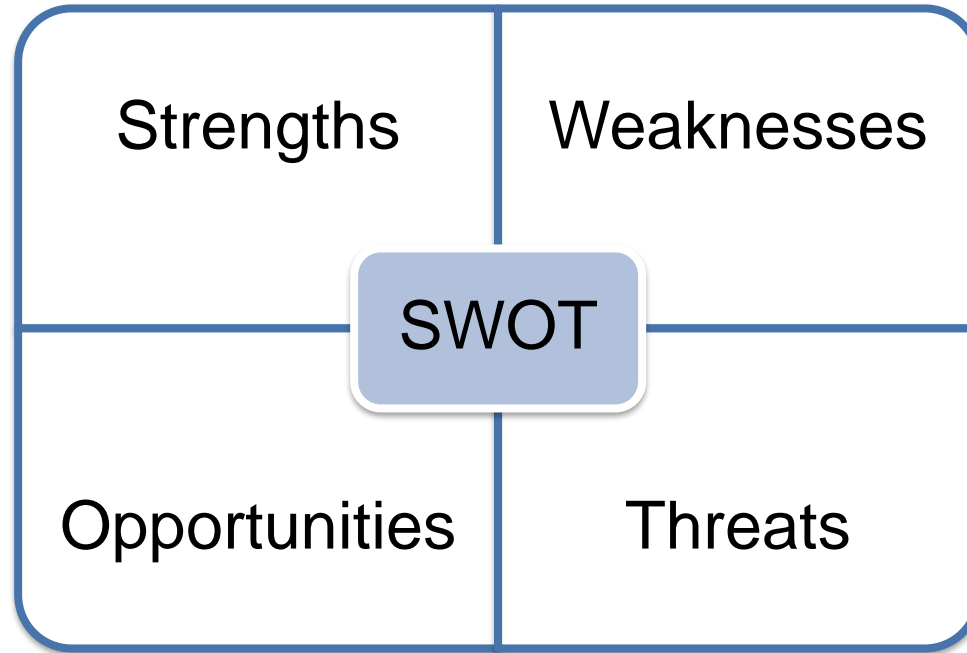 Strengths
Weaknesses
SWOT
Opportunities
Threats